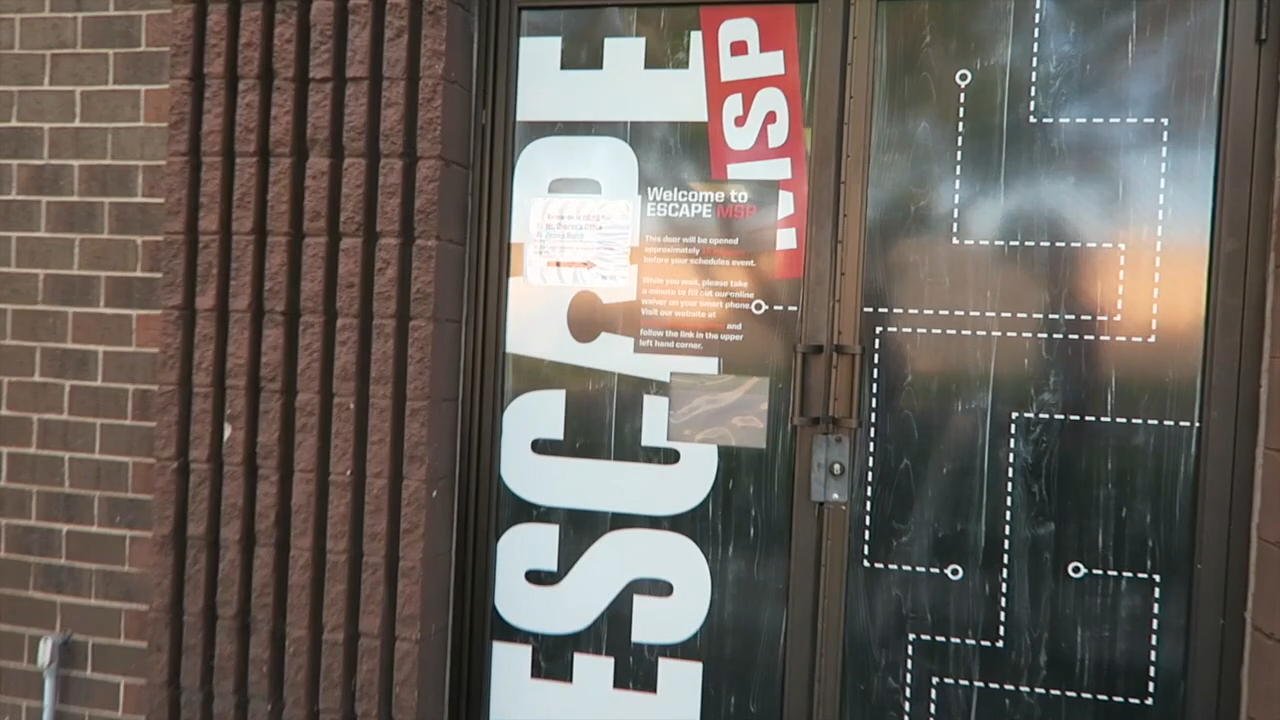 ESCAPE
MSP
Welcome to
ESCAPE MSP
This door will be opened
approximately
before your schedules event.
While you wait, please take
a minute to fill out our online
waiver on your smart phone.
Visit our website at
and
follow the link in the upper
left hand corner.